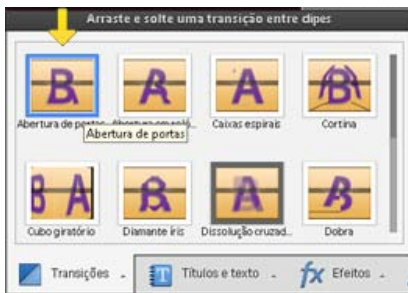 Arraste e solte uma transição entre clipes
B A A B
Abertura de portas Caixas espirais Cortina
Abertura de portas
B A B A B
Cubo giratório Diamante íris Dissolução cruzad... Dobra
Transições Títulos e texto fx Efeitos